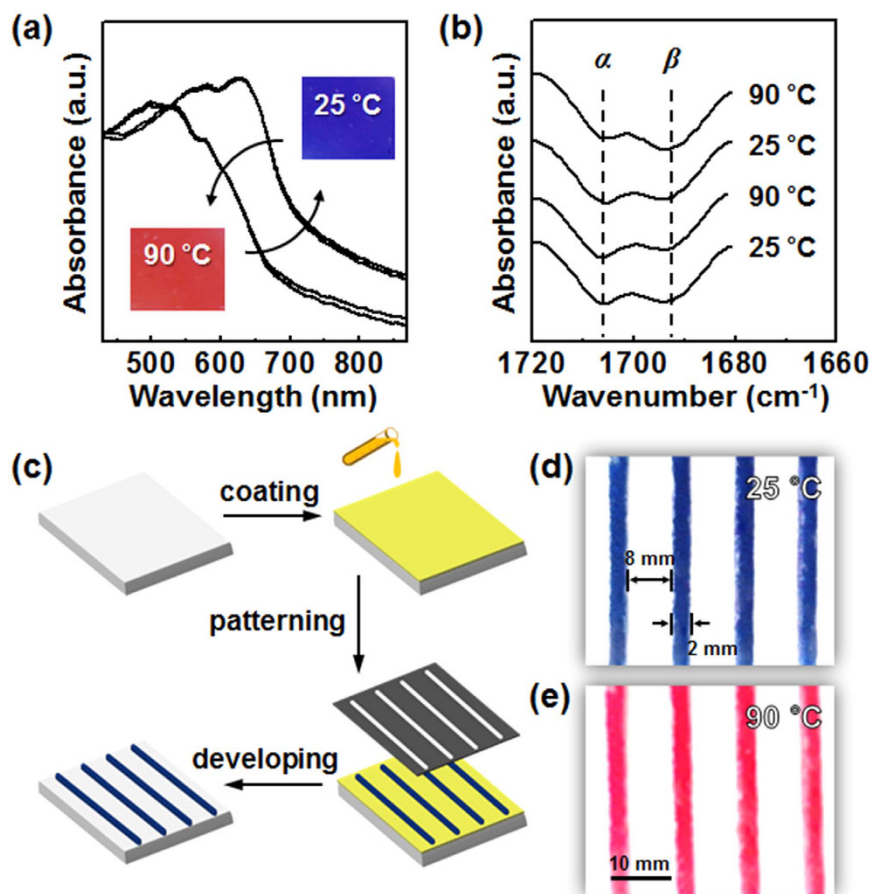 (a)
Absorbance (a.u.)
25 °C
90 °C
500 600 700 800
Wavelength (nm)
(b)
Absorbance (a.u.)
α β
90 °C
25 °C
90 °C
25 °C
1720 1700 1680 1660
Wavenumber (cm⁻¹)
(c)
coating
patterning
developing
(d)
25 °C
8 mm
2 mm
(e)
90 °C
10 mm